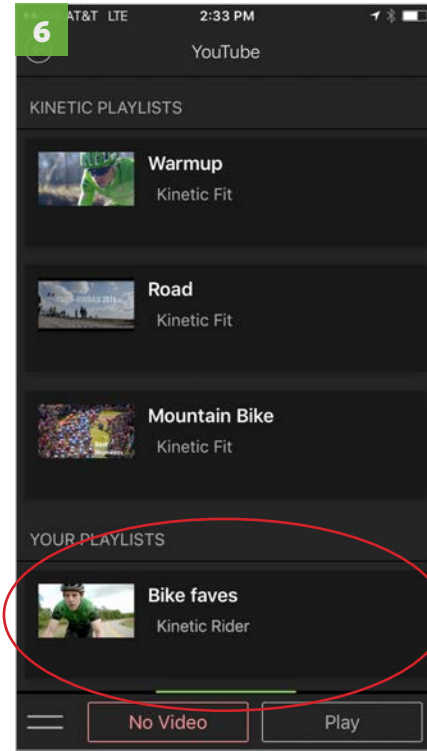 6
AT&T LTE 2:33 PM
YouTube
KINETIC PLAYLISTS
Warmup
Kinetic Fit
Road
Kinetic Fit
Mountain Bike
Kinetic Fit
YOUR PLAYLISTS
Bike faves
Kinetic Rider
No Video
Play